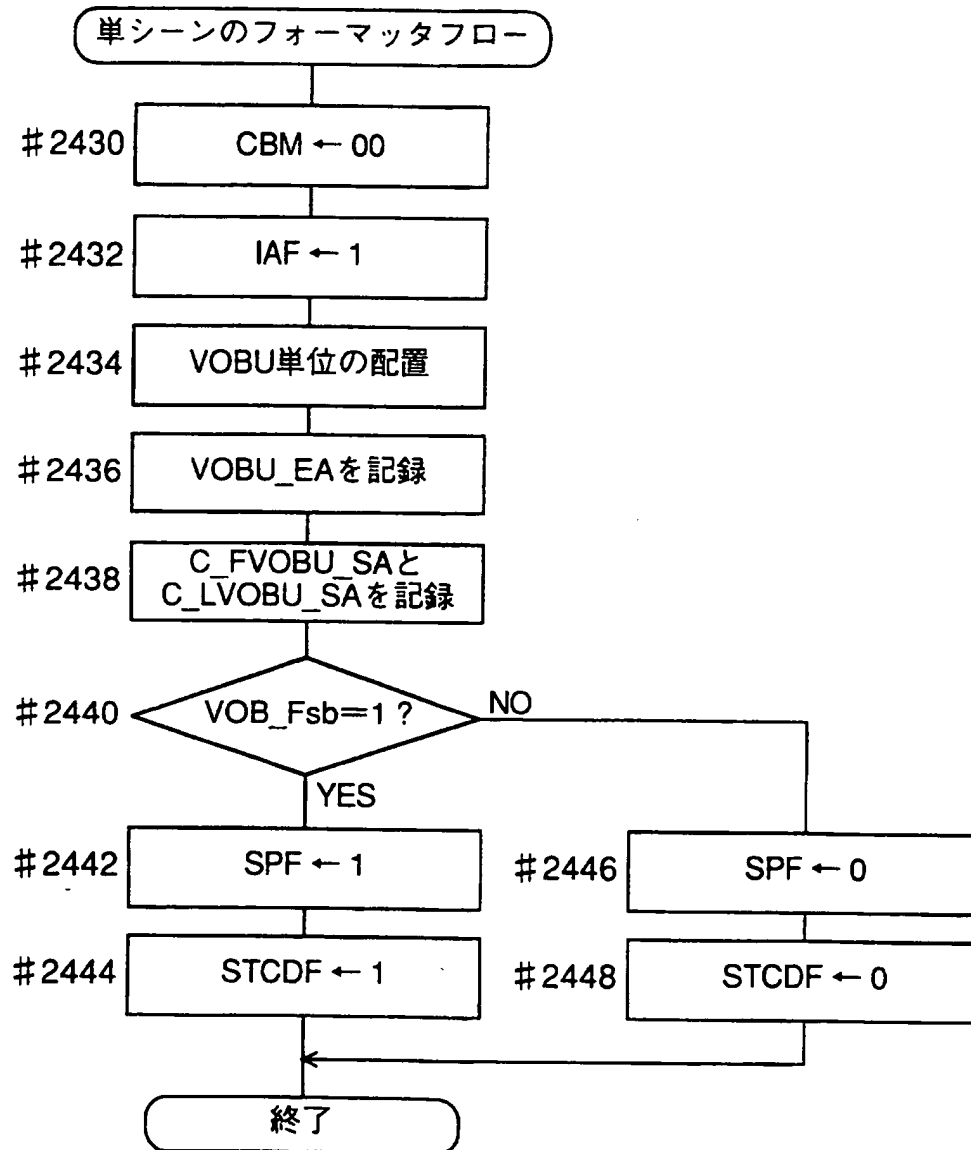 単シーンのフォーマッタフロー
#2430
CBM ← 00
#2432
IAF ← 1
#2434
VOBU単位の配置
#2436
VOBU_EAを記録
#2438
C_FVOBU_SAと
C_LVOBU_SAを記録
#2440
VOB_Fsb=1 ?
NO
YES
#2442
SPF ← 1
#2446
SPF ← 0
#2444
STCDF ← 1
#2448
STCDF ← 0
終了